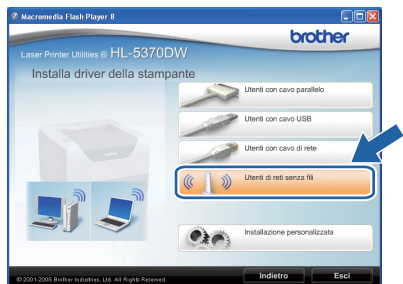 Macromedia Flash Player 8
brother
Laser Printer Utilities ® HL-5370DW
Installa driver della stampante
Utenti con cavo parallelo
Utenti con cavo USB
Utenti con cavo di rete
Utenti di reti senza fili
Installazione personalizzata
© 2001-2008 Brother Industries, Ltd. All Rights Reserved.
Indietro
Esci